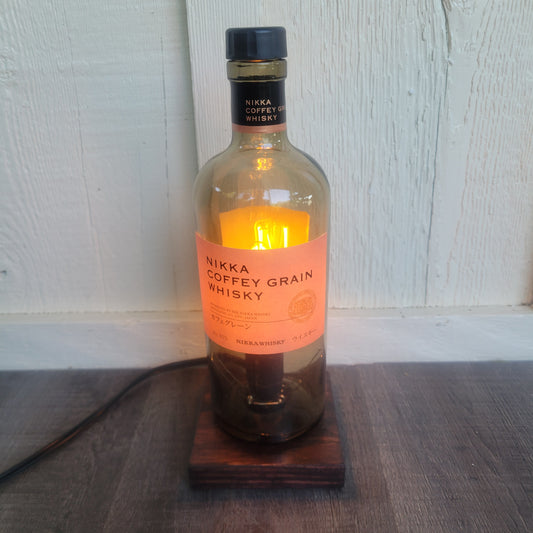 NIKKA
COFFEY GRAIN
WHISKY
NIKKA
COFFEY GRAIN
WHISKY
カフェグレーン
NIKKA WHISKY ウイスキー